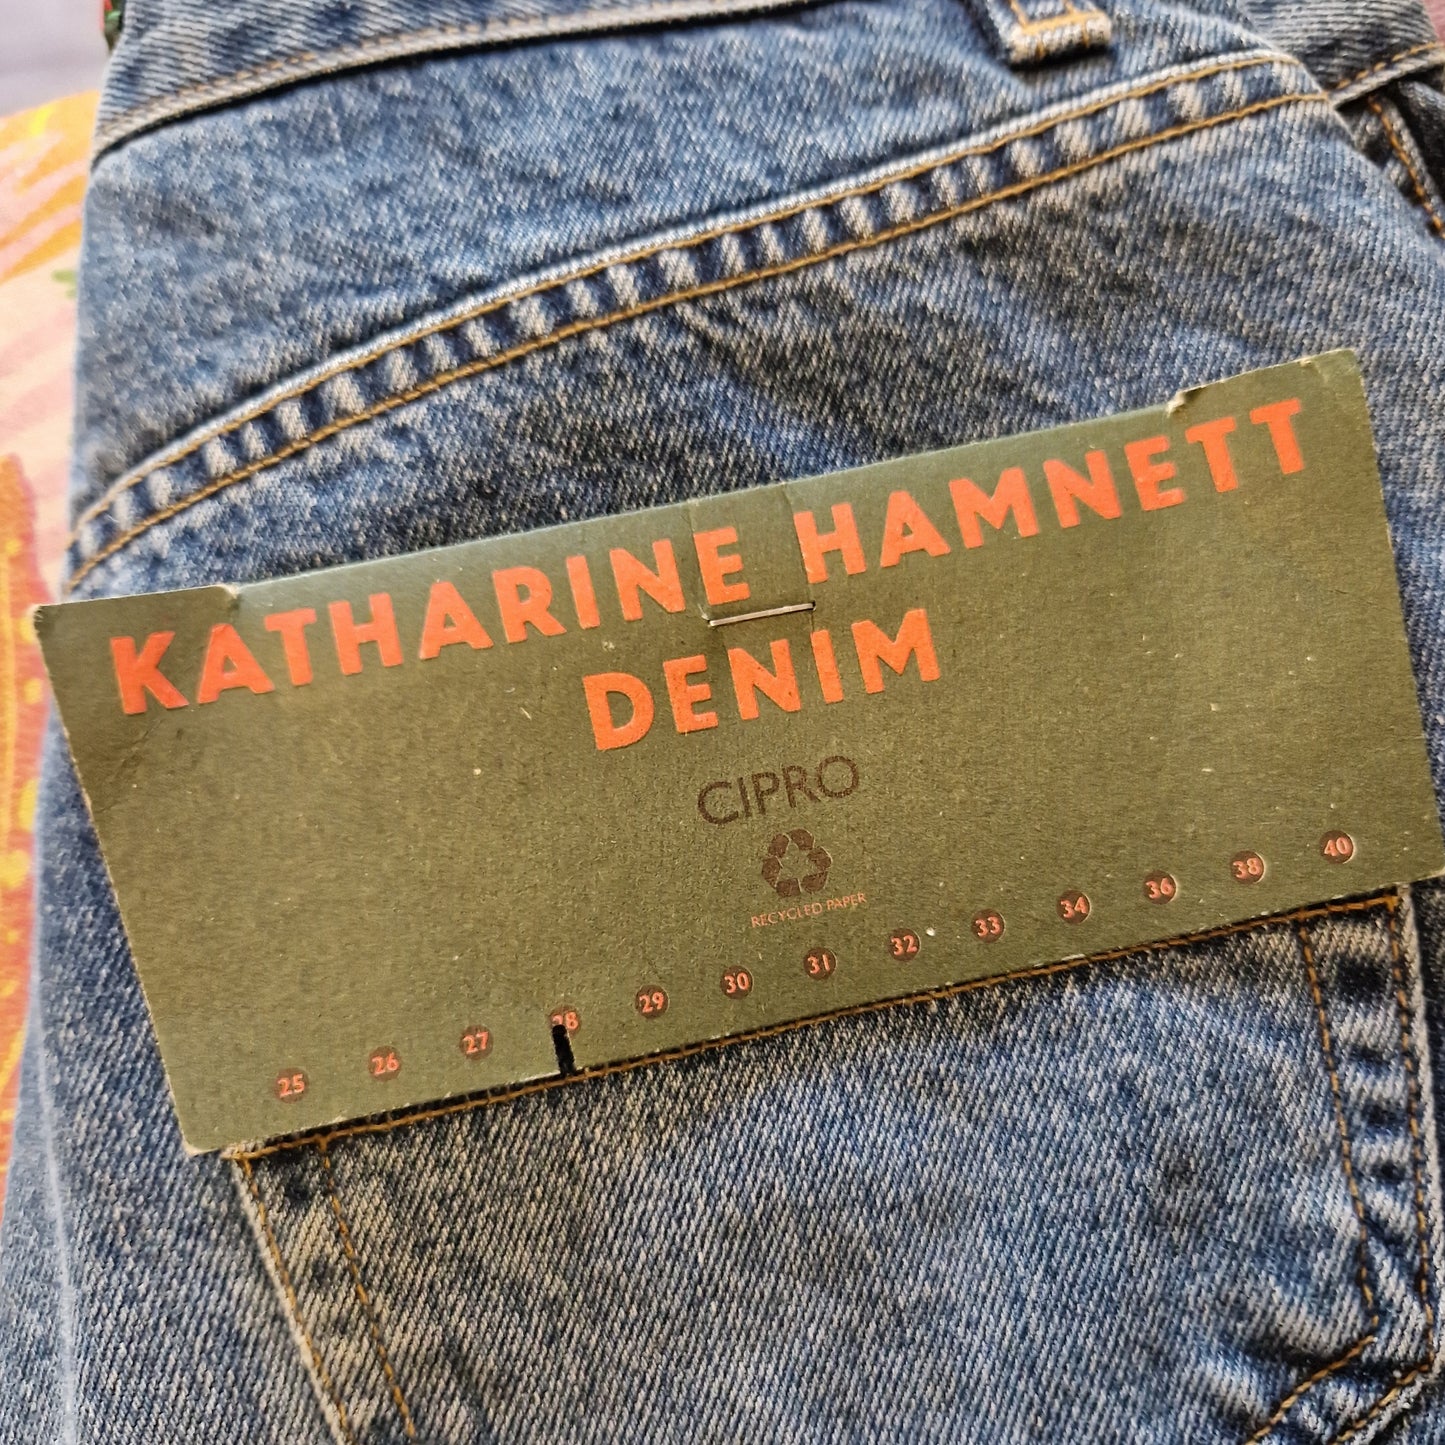 KATHARINE HAMNETT
DENIM
CIPRO
RECYCLED PAPER
25 26 27 28 29 30 31 32 33 34 36 38 40